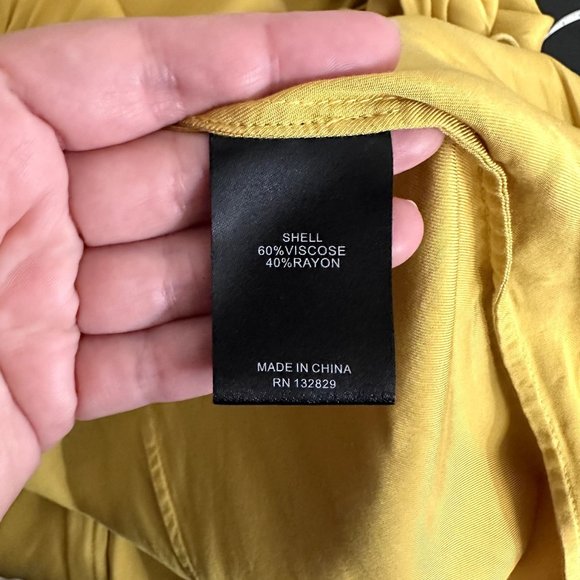 SHELL
60%VISCOSE
40%RAYON
MADE IN CHINA
RN 132829